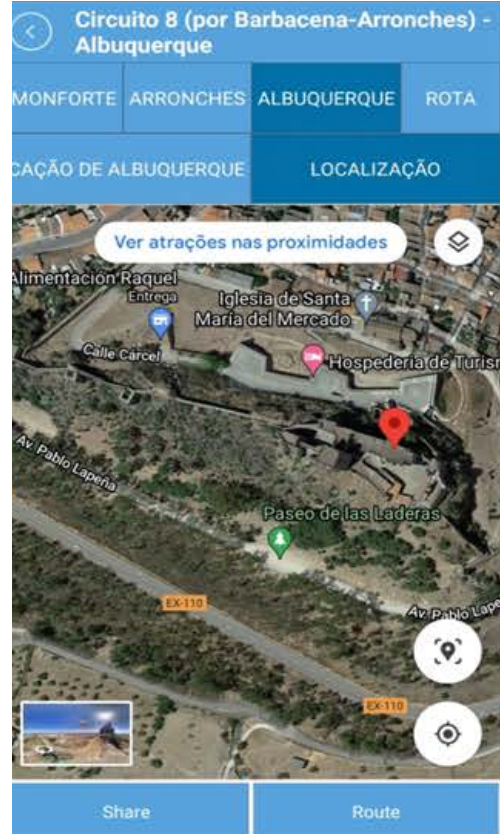 Circuito 8 (por Barbacena-Arronches) -
Albuquerque
MONFORTE
ARRONCHES
ALBUQUERQUE
ROTA
CAÇÃO DE ALBUQUERQUE
LOCALIZAÇÃO
Ver atrações nas proximidades
Alimentación Raquel
Entrega
Iglesia de Santa
María del Mercado
Calle Cárcel
Hospedería de Turism
Av. Pablo Lapeña
Paseo de las Laderas
EX-110
Av. Pablo Lape
EX-110
Share
Route